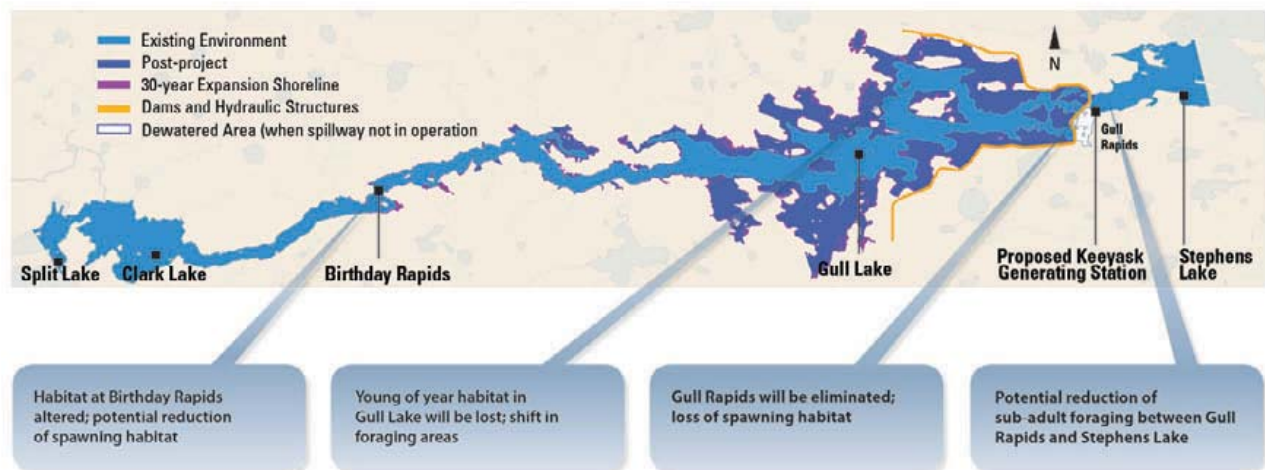 Existing Environment
Post-project
30-year Expansion Shoreline
Dams and Hydraulic Structures
Dewatered Area (when spillway not in operation
N
Gull
Rapids
Split Lake
Clark Lake
Birthday Rapids
Gull Lake
Proposed Keeyask
Generating Station
Stephens
Lake
Habitat at Birthday Rapids
altered; potential reduction
of spawning habitat
Young of year habitat in
Gull Lake will be lost; shift in
foraging areas
Gull Rapids will be eliminated;
loss of spawning habitat
Potential reduction of
sub-adult foraging between Gull
Rapids and Stephens Lake